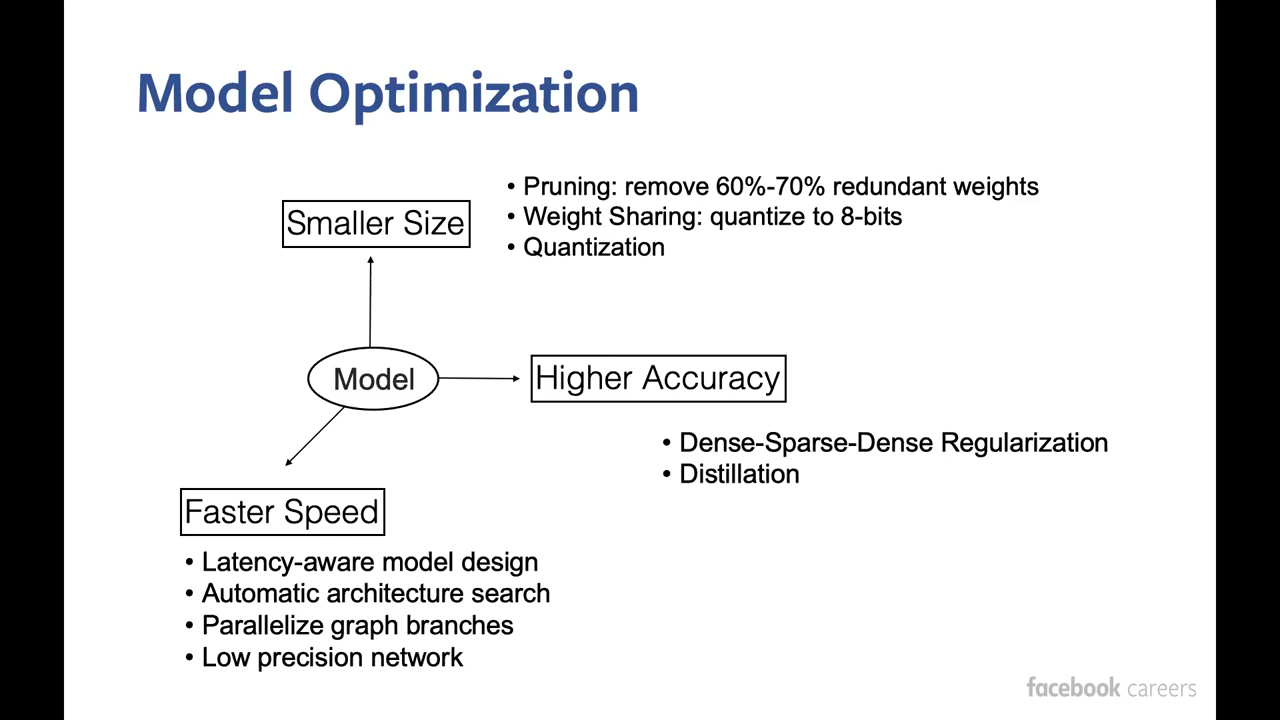 Model Optimization
• Pruning: remove 60%-70% redundant weights
Smaller Size
• Weight Sharing: quantize to 8-bits
• Quantization
Model
Higher Accuracy
• Dense-Sparse-Dense Regularization
• Distillation
Faster Speed
• Latency-aware model design
• Automatic architecture search
• Parallelize graph branches
• Low precision network
facebook careers